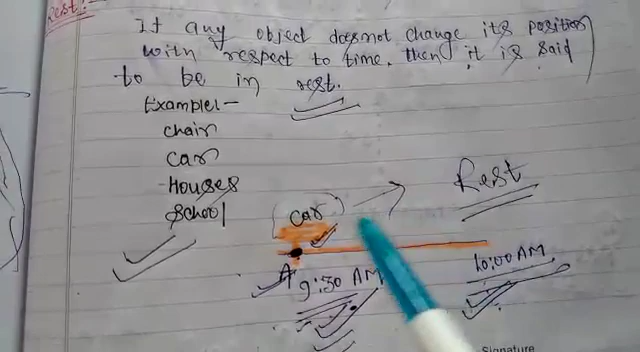 Rest:
If any object doesnot change its position
with respect to time. then it is said
to be in rest.
Example:-
chair
Car
Houses
School
Car
Rest
A 9:30 AM
10:00 AM
Signature